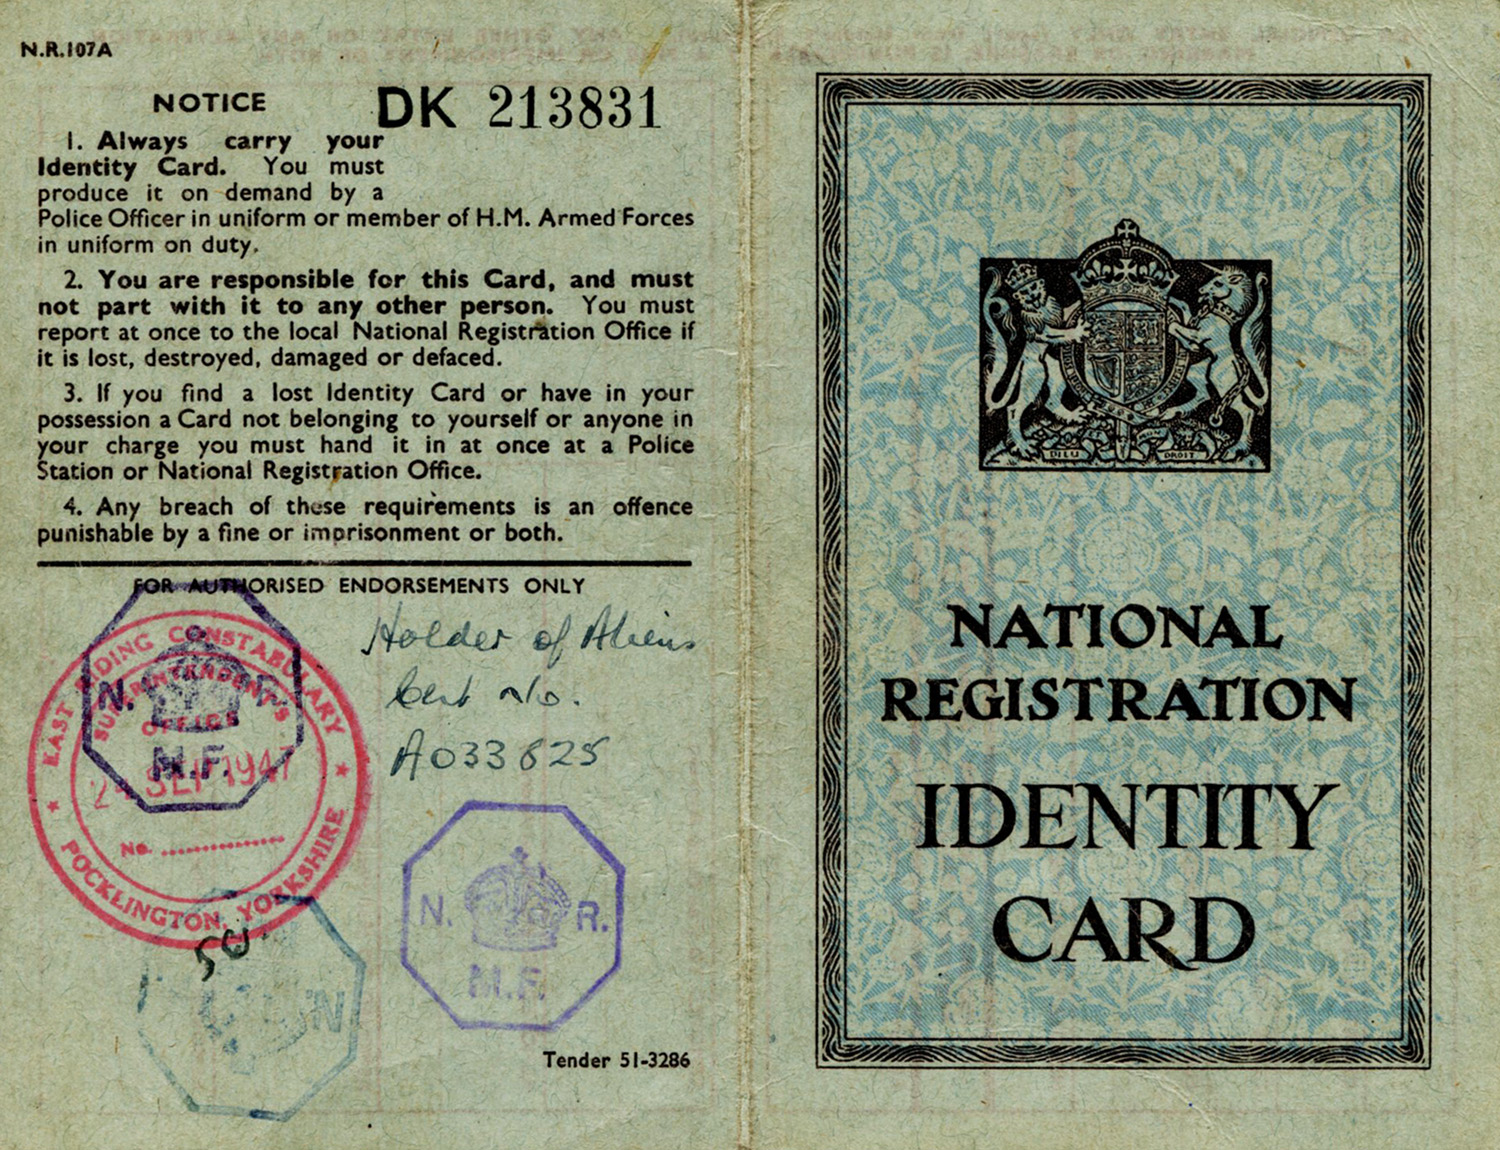 N.R.107A
NOTICE
DK 213831
1. Always carry your
Identity Card. You must
produce it on demand by a
Police Officer in uniform or member of H.M. Armed Forces
in uniform on duty.
2. You are responsible for this Card, and must
not part with it to any other person. You must
report at once to the local National Registration Office if
it is lost, destroyed, damaged or defaced.
3. If you find a lost Identity Card or have in your
possession a Card not belonging to yourself or anyone in
your charge you must hand it in at once at a Police
Station or National Registration Office.
4. Any breach of these requirements is an offence
punishable by a fine or imprisonment or both.
FOR AUTHORISED ENDORSEMENTS ONLY
Holder of Aliens
Cert No.
A033825
EAST RIDING CONSTABULARY
SUPERINTENDENT'S
OFFICE
SEP 1947
No.
POCKLINGTON, YORKSHIRE
N. R.
M.F.
N. R.
M.F.
N
Tender 51-3286
DIEU DROIT
NATIONAL
REGISTRATION
IDENTITY
CARD